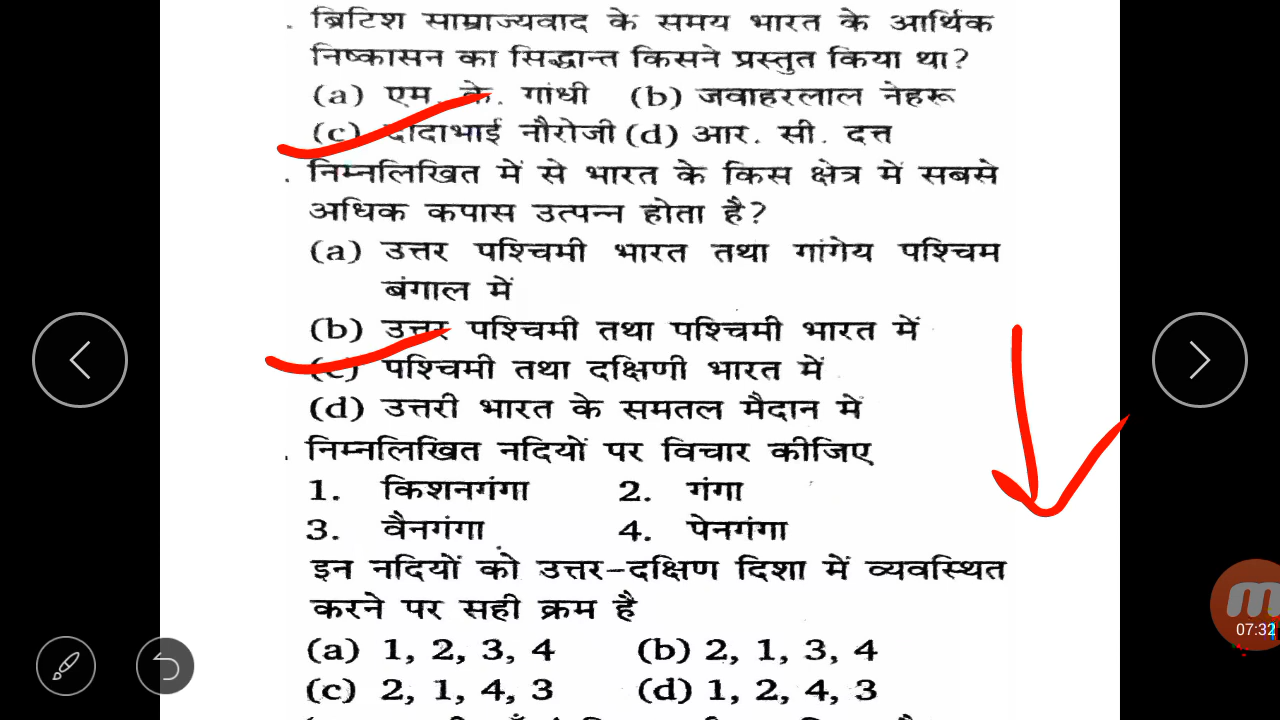 . ब्रिटिश साम्राज्यवाद के समय भारत के आर्थिक
निष्कासन का सिद्धान्त किसने प्रस्तुत किया था?
(a) एम. के. गांधी (b) जवाहरलाल नेहरू
(c) दादाभाई नौरोजी (d) आर. सी. दत्त
. निम्नलिखित में से भारत के किस क्षेत्र में सबसे
अधिक कपास उत्पन्न होता है?
(a) उत्तर पश्चिमी भारत तथा गांगेय पश्चिम
बंगाल में
(b) उत्तर पश्चिमी तथा पश्चिमी भारत में
(c) पश्चिमी तथा दक्षिणी भारत में
(d) उत्तरी भारत के समतल मैदान में
. निम्नलिखित नदियों पर विचार कीजिए
1. किशनगंगा 2. गंगा
3. वैनगंगा 4. पेनगंगा
इन नदियों को उत्तर-दक्षिण दिशा में व्यवस्थित
करने पर सही क्रम है
(a) 1, 2, 3, 4 (b) 2, 1, 3, 4
(c) 2, 1, 4, 3 (d) 1, 2, 4, 3
07:32